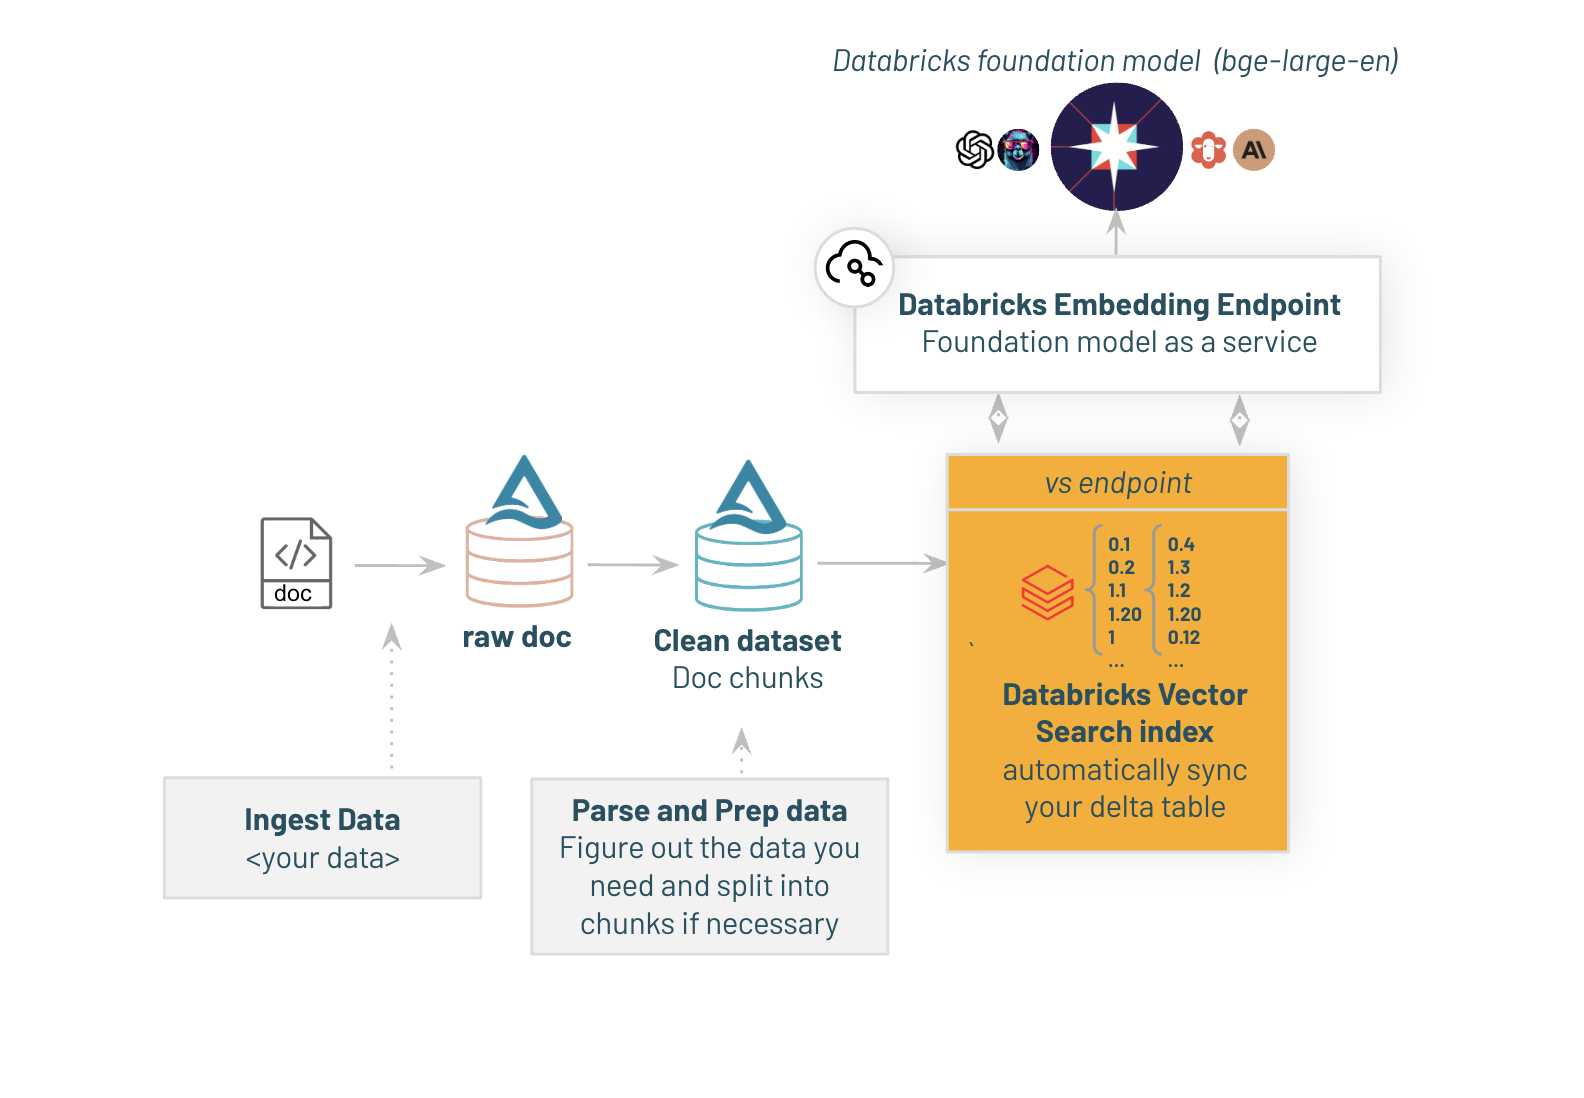 Databricks foundation model (bge-large-en)
A\
Databricks Embedding Endpoint
Foundation model as a service
vs endpoint
</>
doc
raw doc
Clean dataset
Doc chunks
0.1 0.4
0.2 1.3
1.1 1.2
1.20 1.20
1 0.12
... ...
`
Databricks Vector
Search index
automatically sync
your delta table
Ingest Data
<your data>
Parse and Prep data
Figure out the data you
need and split into
chunks if necessary